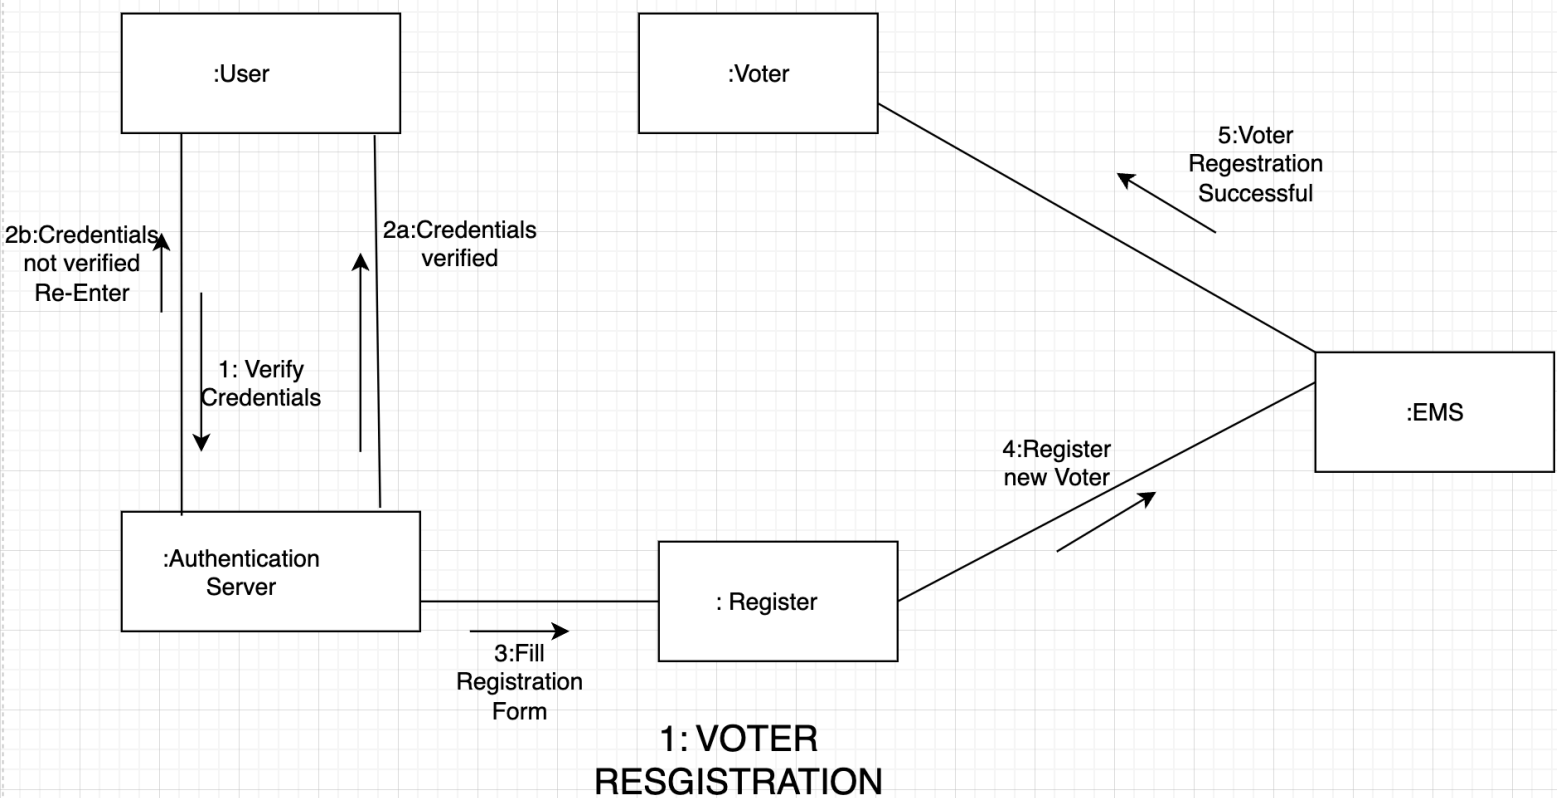 :User
:Voter
5:Voter
Regestration
Successful
2b:Credentials
not verified
Re-Enter
2a:Credentials
verified
1: Verify
Credentials
:EMS
4:Register
new Voter
:Authentication
Server
: Register
3:Fill
Registration
Form
1: VOTER
RESGISTRATION